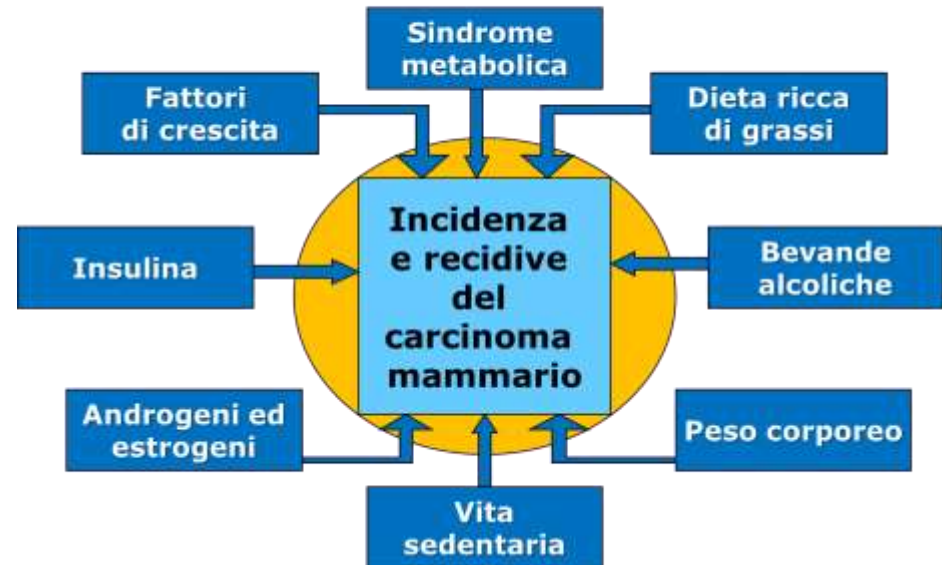 Sindrome
metabolica
Fattori
di crescita
Dieta ricca
di grassi
Incidenza
e recidive
del
carcinoma
mammario
Insulina
Bevande
alcoliche
Androgeni ed
estrogeni
Peso corporeo
Vita
sedentaria